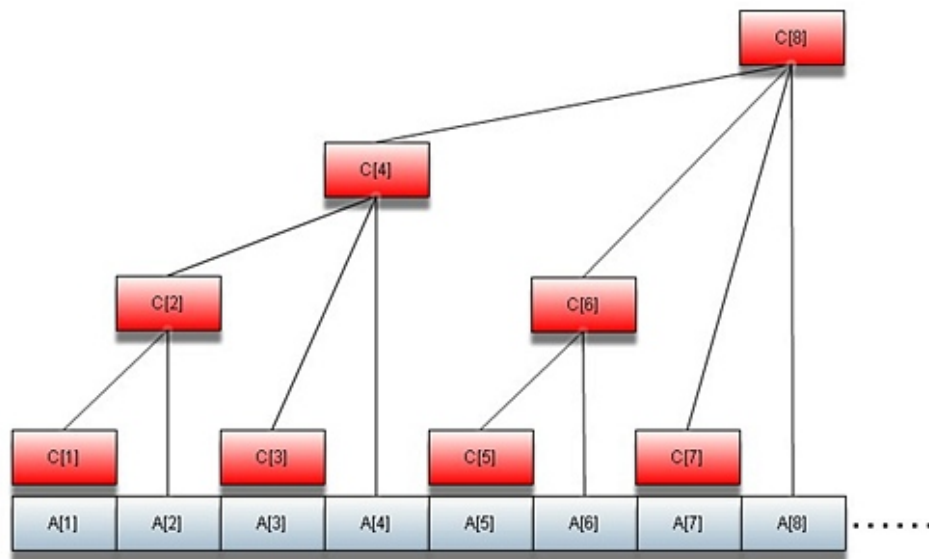 C[8]
C[4]
C[2]
C[6]
C[1]
C[3]
C[5]
C[7]
A[1] A[2] A[3] A[4] A[5] A[6] A[7] A[8] ......